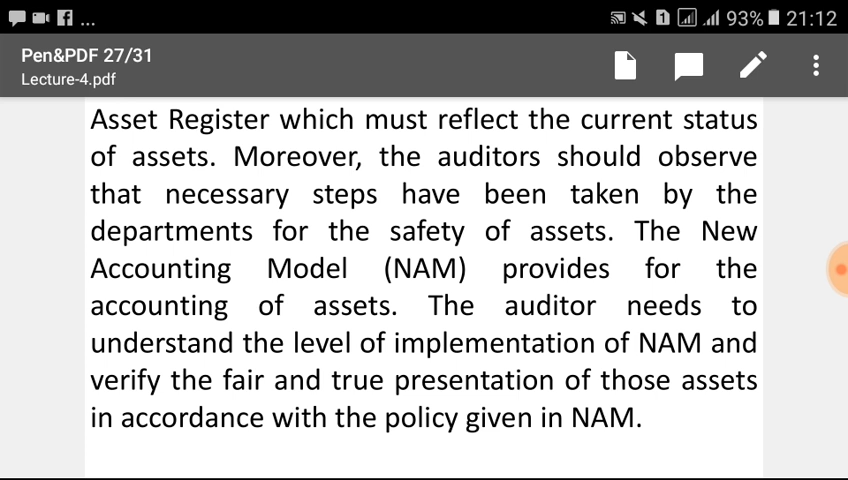 ... 93% 21:12
Pen&PDF 27/31
Lecture-4.pdf
Asset Register which must reflect the current status
of assets. Moreover, the auditors should observe
that necessary steps have been taken by the
departments for the safety of assets. The New
Accounting Model (NAM) provides for the
accounting of assets. The auditor needs to
understand the level of implementation of NAM and
verify the fair and true presentation of those assets
in accordance with the policy given in NAM.